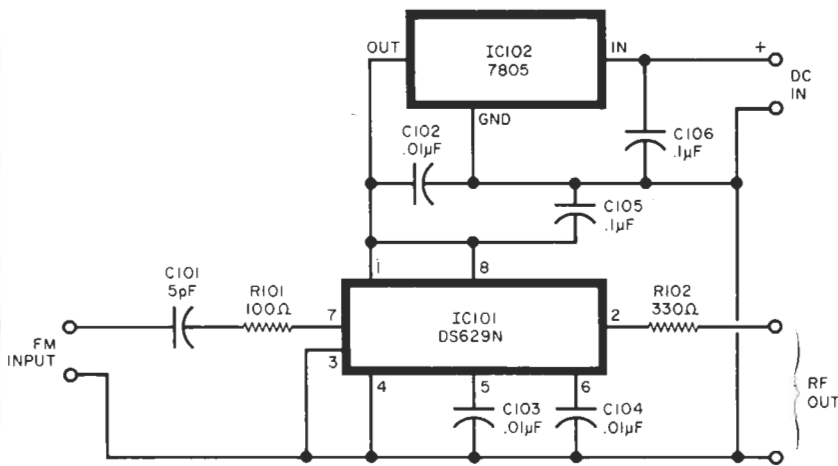 OUT
IC102
7805
IN
+
DC
IN
GND
C102
.01µF
C106
.1µF
C105
.1µF
1
8
C101
5pF
R101
100Ω
7
IC101
DS629N
2
R102
330Ω
FM
INPUT
3
4
5
6
C103
.01µF
C104
.01µF
RF
OUT